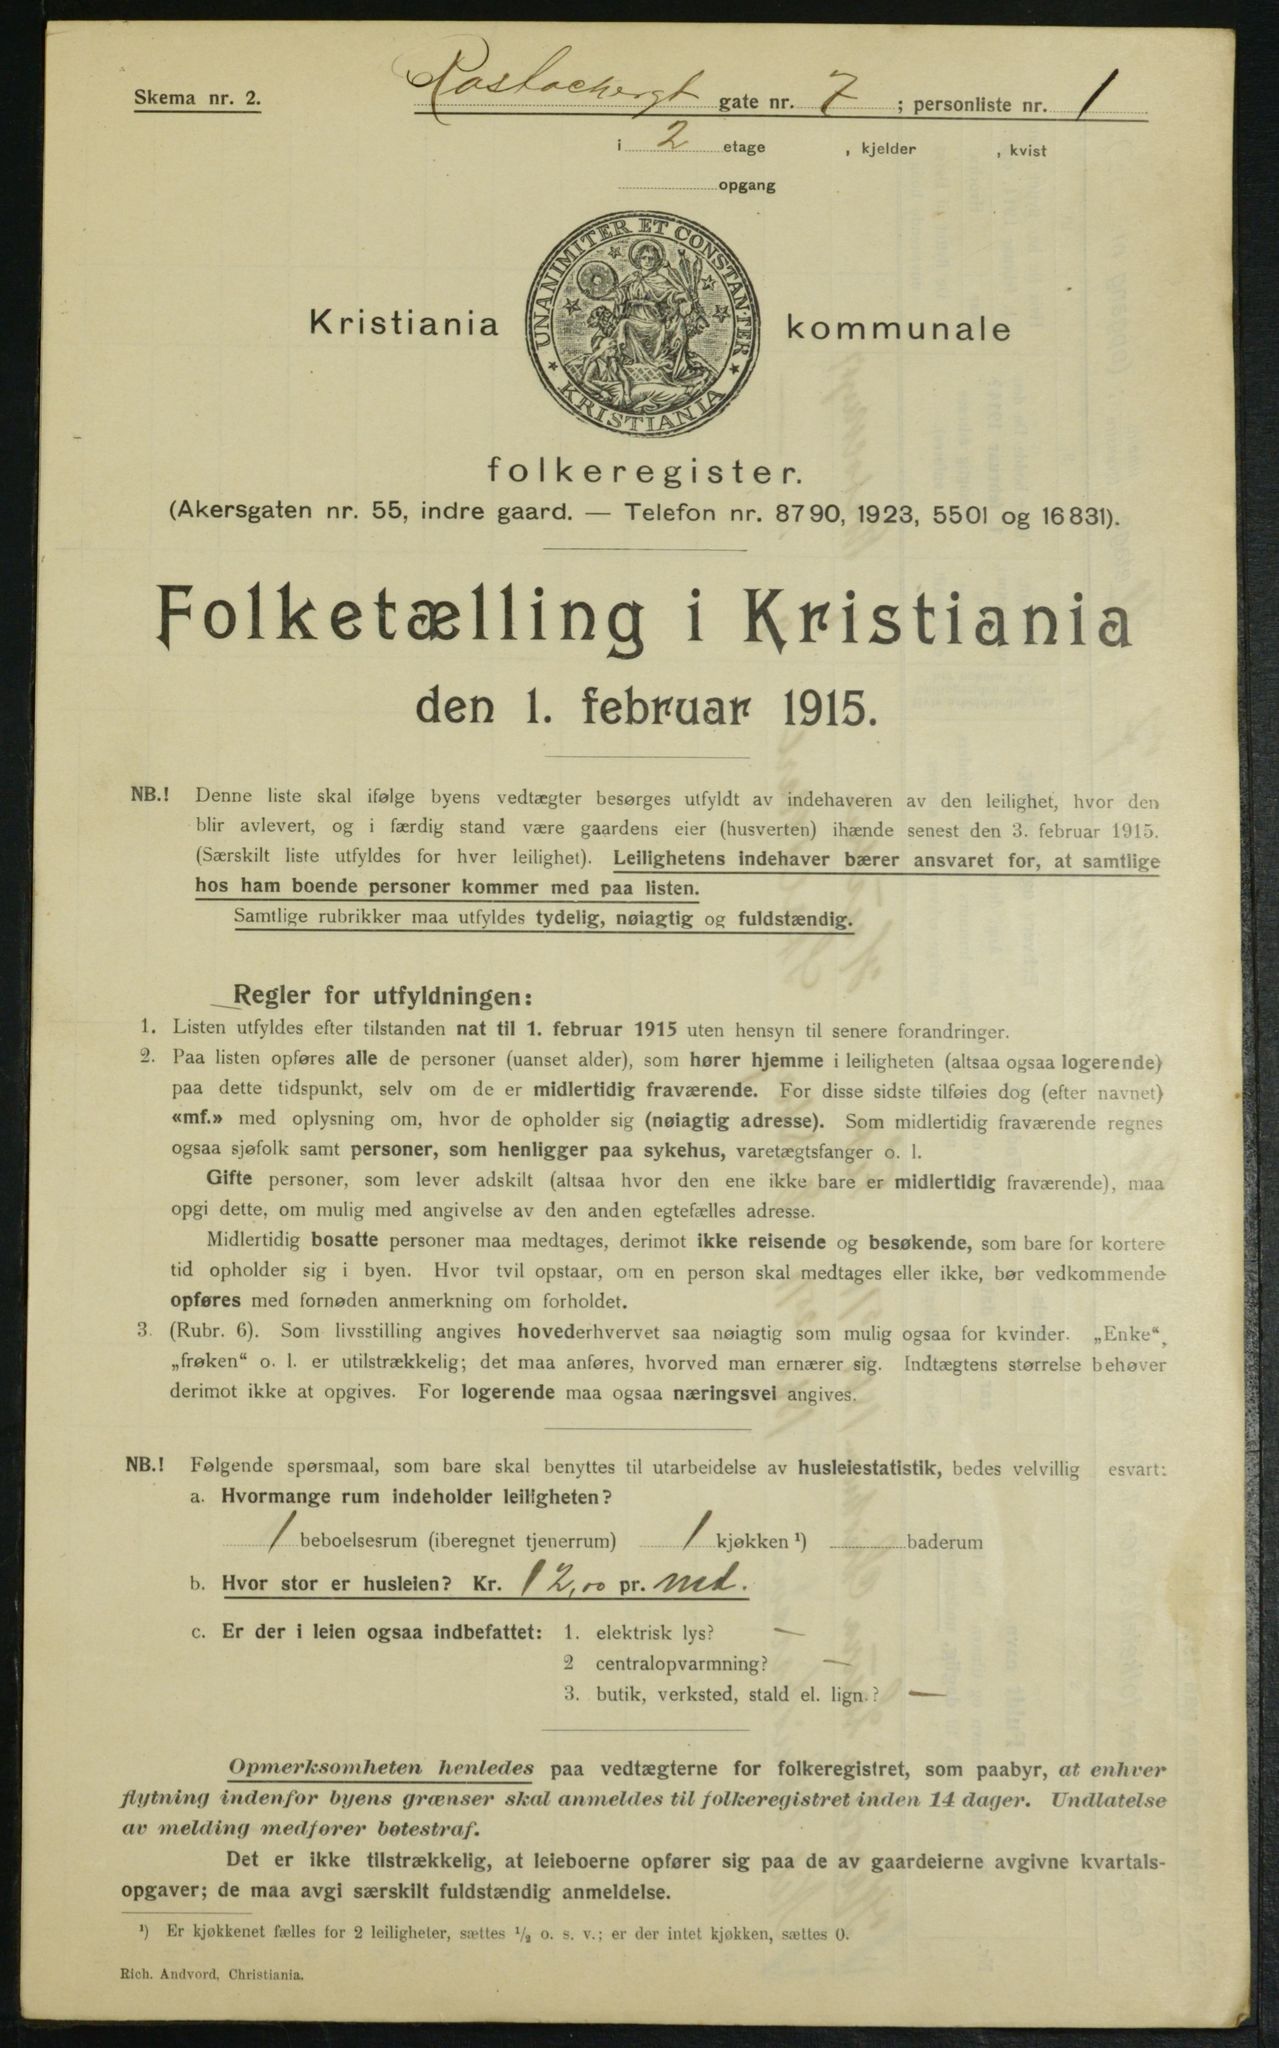 Skema nr. 2.
Rostochergt gate nr. 7 ; personliste nr. 1
i 2 etage , kjelder , kvist
opgang
UNANIMITER ET CONSTANTER
KRISTIANIA
Kristiania kommunale
folkeregister.
(Akersgaten nr. 55, indre gaard. — Telefon nr. 8790, 1923, 5501 og 16831).
Folketælling i Kristiania
den 1. februar 1915.
NB.! Denne liste skal ifølge byens vedtægter besørges utfyldt av indehaveren av den leilighet, hvor den
blir avlevert, og i færdig stand være gaardens eier (husverten) ihænde senest den 3. februar 1915.
(Særskilt liste utfyldes for hver leilighet). Leilighetens indehaver bærer ansvaret for, at samtlige
hos ham boende personer kommer med paa listen.
Samtlige rubrikker maa utfyldes tydelig, nøiagtig og fuldstændig.
Regler for utfyldningen:
1. Listen utfyldes efter tilstanden nat til 1. februar 1915 uten hensyn til senere forandringer.
2. Paa listen opføres alle de personer (uanset alder), som hører hjemme i leiligheten (altsaa ogsaa logerende)
paa dette tidspunkt, selv om de er midlertidig fraværende. For disse sidste tilføies dog (efter navnet)
«mf.» med oplysning om, hvor de opholder sig (nøiagtig adresse). Som midlertidig fraværende regnes
ogsaa sjøfolk samt personer, som henligger paa sykehus, varetægtsfanger o. l.
Gifte personer, som lever adskilt (altsaa hvor den ene ikke bare er midlertidig fraværende), maa
opgi dette, om mulig med angivelse av den anden egtefælles adresse.
Midlertidig bosatte personer maa medtages, derimot ikke reisende og besøkende, som bare for kortere
tid opholder sig i byen. Hvor tvil opstaar, om en person skal medtages eller ikke, bør vedkommende
opføres med fornøden anmerkning om forholdet.
3. (Rubr. 6). Som livsstilling angives hovederhvervet saa nøiagtig som mulig ogsaa for kvinder. „Enke“,
„frøken“ o. l. er utilstrækkelig; det maa anføres, hvorved man ernærer sig. Indtægtens størrelse behøver
derimot ikke at opgives. For logerende maa ogsaa næringsvei angives.
NB.! Følgende spørsmaal, som bare skal benyttes til utarbeidelse av husleiestatistik, bedes velvillig esvart:
a. Hvormange rum indeholder leiligheten?
1 beboelsesrum (iberegnet tjenerrum) 1 kjøkken ¹) baderum
b. Hvor stor er husleien? Kr. 12,00 pr. md.
c. Er der i leien ogsaa indbefattet: 1. elektrisk lys? —
2 centralopvarmning? —
3. butik, verksted, stald el. lign.? —
Opmerksomheten henledes paa vedtægterne for folkeregistret, som paabyr, at enhver
flytning indenfor byens grænser skal anmeldes til folkeregistret inden 14 dager. Undlatelse
av melding medfører bøtestraf.
Det er ikke tilstrækkelig, at leieboerne opfører sig paa de av gaardeierne avgivne kvartals-
opgaver; de maa avgi særskilt fuldstændig anmeldelse.
¹) Er kjøkkenet fælles for 2 leiligheter, sættes ½ o. s. v.; er der intet kjøkken, sættes 0.
Rich. Andvord, Christiania.